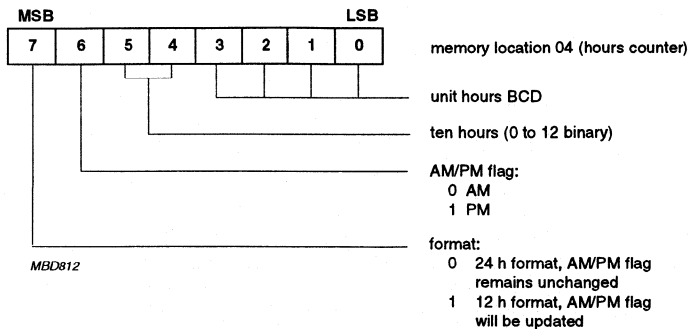 MSB LSB
7 6 5 4 3 2 1 0
memory location 04 (hours counter)
unit hours BCD
ten hours (0 to 12 binary)
AM/PM flag:
0 AM
1 PM
format:
0 24 h format, AM/PM flag
remains unchanged
1 12 h format, AM/PM flag
will be updated
MBD812